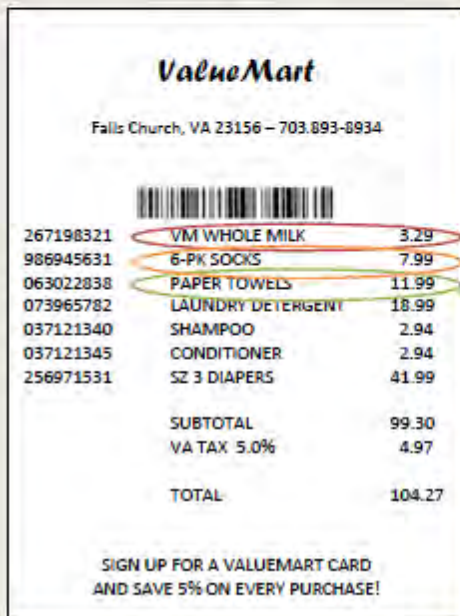 ValueMart
Falls Church, VA 23156 – 703.893-8934
267198321 VM WHOLE MILK 3.29
986945631 6-PK SOCKS 7.99
063022838 PAPER TOWELS 11.99
073965782 LAUNDRY DETERGENT 18.99
037121340 SHAMPOO 2.94
037121345 CONDITIONER 2.94
256971531 SZ 3 DIAPERS 41.99
SUBTOTAL 99.30
VA TAX 5.0% 4.97
TOTAL 104.27
SIGN UP FOR A VALUEMART CARD
AND SAVE 5% ON EVERY PURCHASE!